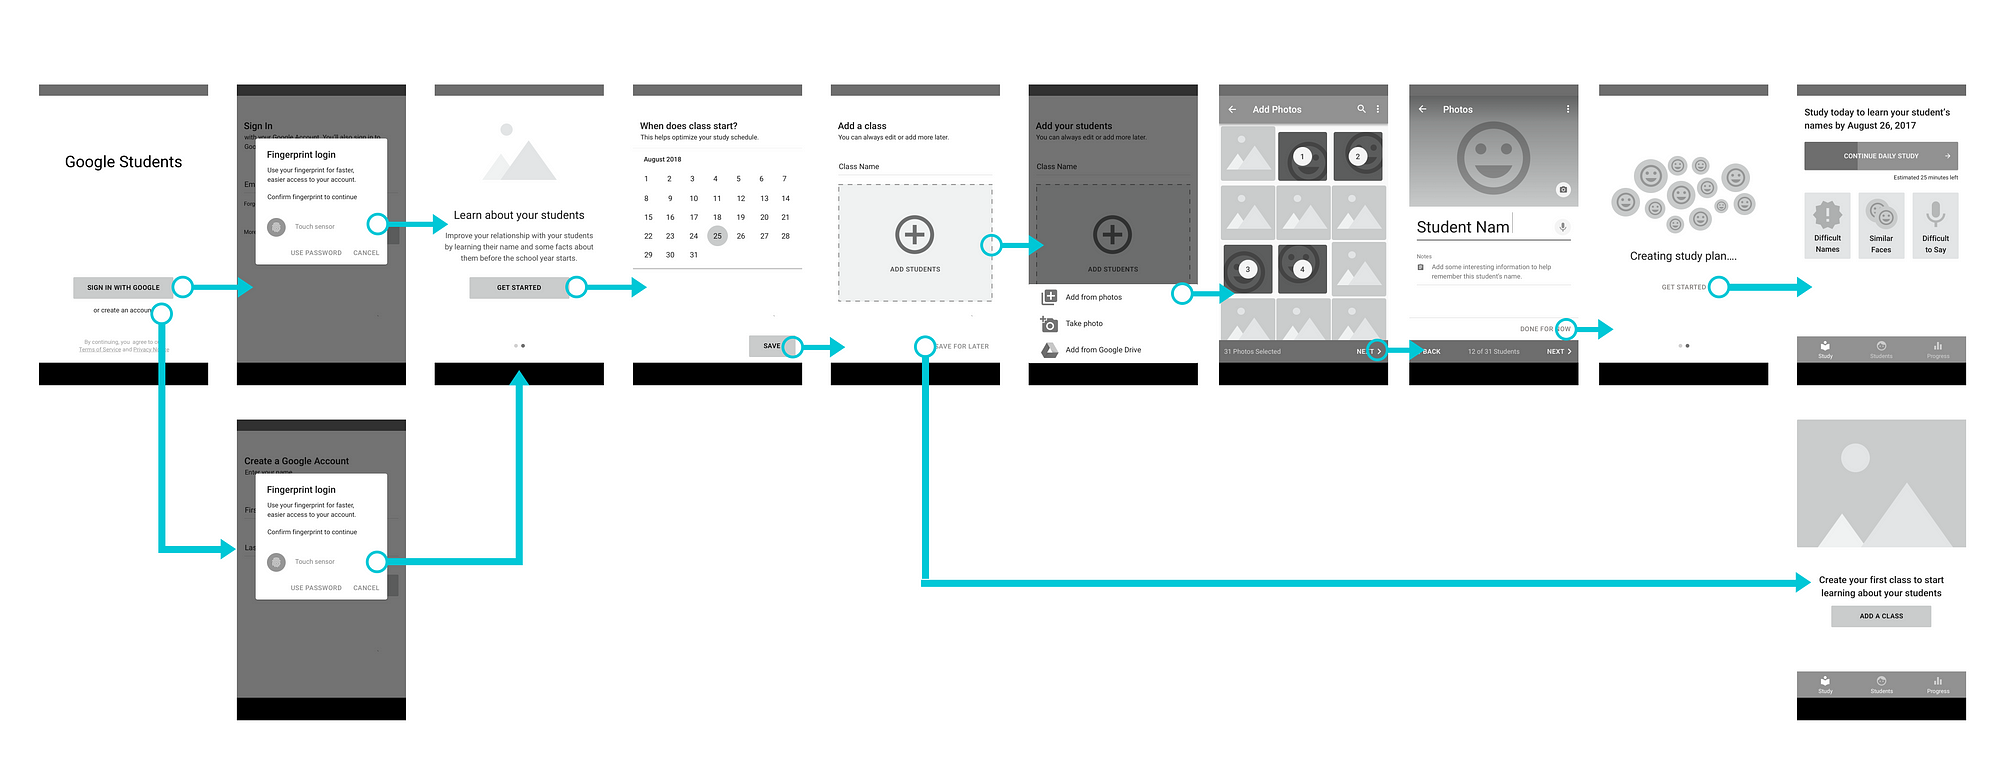 Google Students
SIGN IN WITH GOOGLE
or create an account
By continuing, you agree to
Terms of Service and Privacy
Sign In
with your Google Account. You'll also sign in to
Fingerprint login
Use your fingerprint for faster,
easier access to your account.
Confirm fingerprint to continue
Touch sensor
USE PASSWORD CANCEL
Learn about your students
Improve your relationship with your students
by learning their name and some facts about
them before the school year starts.
GET STARTED
When does class start?
This helps optimize your study schedule.
August 2018
1 2 3 4 5 6 7
8 9 10 11 12 13 14
15 16 17 18 19 20 21
22 23 24 25 26 27 28
29 30 31
SAVE
Add a class
You can always edit or add more later.
Class Name
ADD STUDENTS
SAVE FOR LATER
Add your students
You can always edit or add more later.
Class Name
ADD STUDENTS
Add from photos
Take photo
Add from Google Drive
Add Photos
1 2
3 4
31 Photos Selected
NEXT
Photos
Student Nam
Notes
Add some interesting information to help
remember this student's name.
DONE FOR NOW
BACK 12 of 31 Students NEXT
Creating study plan....
GET STARTED
Study today to learn your student's
names by August 26, 2017
CONTINUE DAILY STUDY
Estimated 25 minutes left
Difficult
Names
Similar
Faces
Difficult
to Say
Study Students Progress
Create a Google Account
Enter your name
Fingerprint login
Use your fingerprint for faster,
easier access to your account.
Confirm fingerprint to continue
Touch sensor
USE PASSWORD CANCEL
Create your first class to start
learning about your students
ADD A CLASS
Study Students Progress